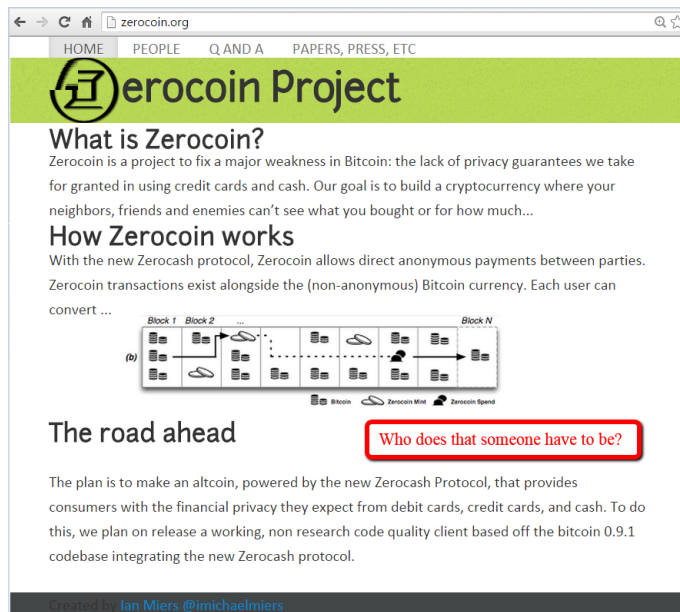 zerocoin.org
HOME PEOPLE Q AND A PAPERS, PRESS, ETC
Zerocoin Project
What is Zerocoin?
Zerocoin is a project to fix a major weakness in Bitcoin: the lack of privacy guarantees we take
for granted in using credit cards and cash. Our goal is to build a cryptocurrency where your
neighbors, friends and enemies can't see what you bought or for how much...
How Zerocoin works
With the new Zerocash protocol, Zerocoin allows direct anonymous payments between parties.
Zerocoin transactions exist alongside the (non-anonymous) Bitcoin currency. Each user can
convert ...
Block 1 Block 2 ... Block N
(b)
Bitcoin Zerocoin Mint Zerocoin Spend
The road ahead
Who does that someone have to be?
The plan is to make an altcoin, powered by the new Zerocash Protocol, that provides
consumers with the financial privacy they expect from debit cards, credit cards, and cash. To do
this, we plan on release a working, non research code quality client based off the bitcoin 0.9.1
codebase integrating the new Zerocash protocol.
Created by Ian Miers @imichaelmiers